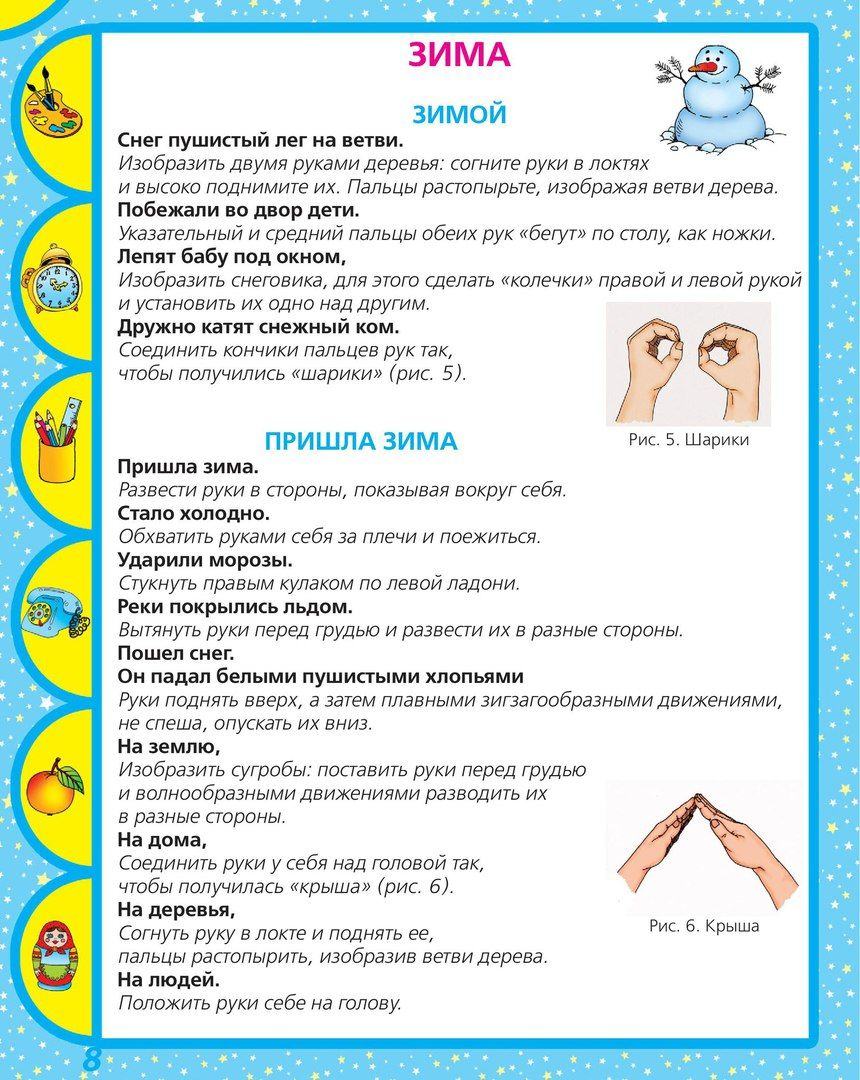 ЗИМА
ЗИМОЙ
Снег пушистый лег на ветви.
Изобразить двумя руками деревья: согните руки в локтях
и высоко поднимите их. Пальцы растопырьте, изображая ветви дерева.
Побежали во двор дети.
Указательный и средний пальцы обеих рук «бегут» по столу, как ножки.
Лепят бабу под окном,
Изобразить снеговика, для этого сделать «колечки» правой и левой рукой
и установить их одно над другим.
Дружно катят снежный ком.
Соединить кончики пальцев рук так,
чтобы получились «шарики» (рис. 5).
Рис. 5. Шарики
ПРИШЛА ЗИМА
Пришла зима.
Развести руки в стороны, показывая вокруг себя.
Стало холодно.
Обхватить руками себя за плечи и поежиться.
Ударили морозы.
Стукнуть правым кулаком по левой ладони.
Реки покрылись льдом.
Вытянуть руки перед грудью и развести их в разные стороны.
Пошел снег.
Он падал белыми пушистыми хлопьями
Руки поднять вверх, а затем плавными зигзагообразными движениями,
не спеша, опускать их вниз.
На землю,
Изобразить сугробы: поставить руки перед грудью
и волнообразными движениями разводить их
в разные стороны.
На дома,
Соединить руки у себя над головой так,
чтобы получилась «крыша» (рис. 6).
Рис. 6. Крыша
На деревья,
Согнуть руку в локте и поднять ее,
пальцы растопырить, изобразив ветви дерева.
На людей.
Положить руки себе на голову.
8